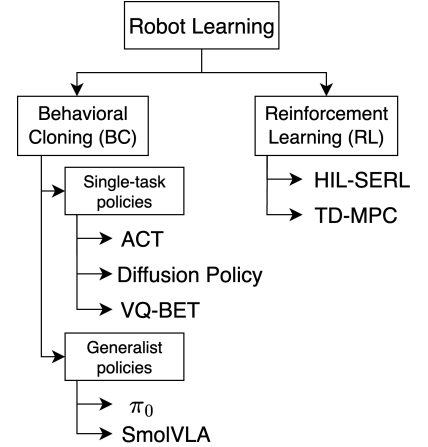 Robot Learning
Behavioral
Cloning (BC)
Single-task
policies
ACT
Diffusion Policy
VQ-BET
Generalist
policies
π₀
SmolVLA
Reinforcement
Learning (RL)
HIL-SERL
TD-MPC